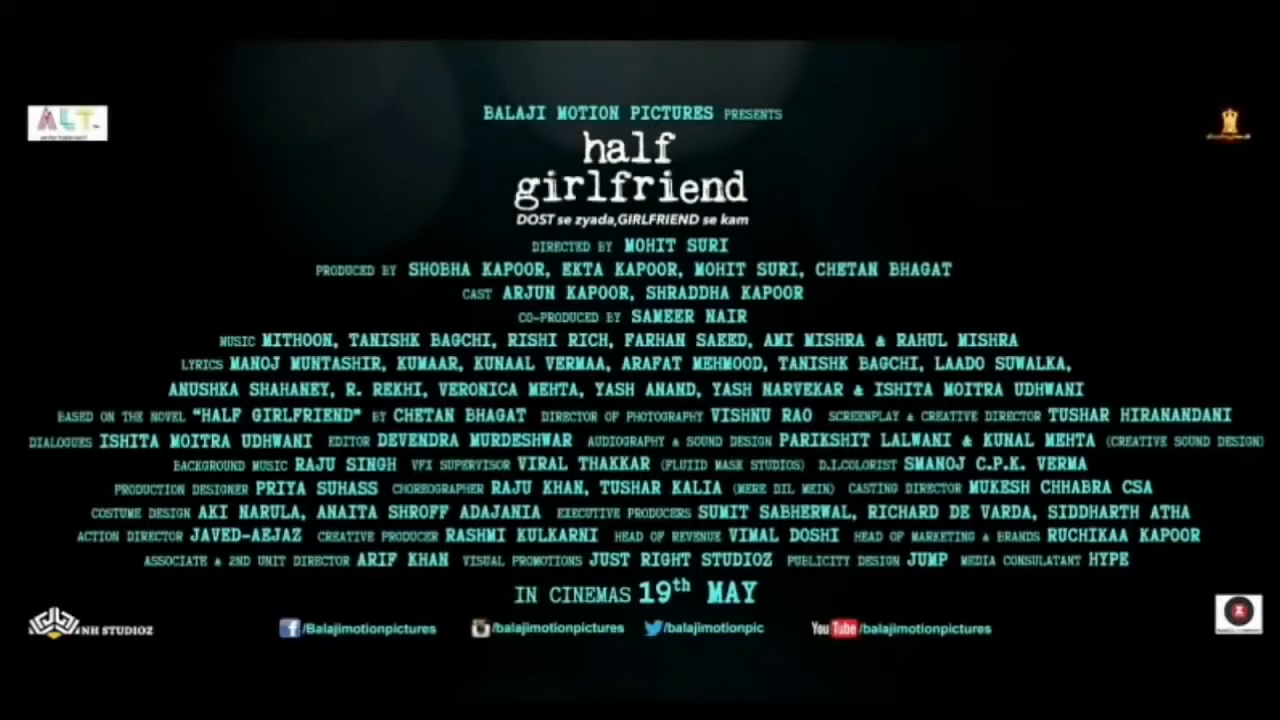 BALAJI MOTION PICTURES PRESENTS
ALT
half
girlfriend
DOST se zyada,GIRLFRIEND se kam
DIRECTED BY MOHIT SURI
PRODUCED BY SHOBHA KAPOOR, EKTA KAPOOR, MOHIT SURI, CHETAN BHAGAT
CAST ARJUN KAPOOR, SHRADDHA KAPOOR
CO-PRODUCED BY SAMEER NAIR
MUSIC MITHOON, TANISHK BAGCHI, RISHI RICH, FARHAN SAEED, AMI MISHRA & RAHUL MISHRA
LYRICS MANOJ MUNTASHIR, KUMAAR, KUNAAL VERMAA, ARAFAT MEHMOOD, TANISHK BAGCHI, LAADO SUWALKA,
ANUSHKA SHAHANEY, R. REKHI, VERONICA MEHTA, YASH ANAND, YASH NARVEKAR & ISHITA MOITRA UDHWANI
BASED ON THE NOVEL "HALF GIRLFRIEND" BY CHETAN BHAGAT DIRECTOR OF PHOTOGRAPHY VISHNU RAO SCREENPLAY & CREATIVE DIRECTOR TUSHAR HIRANANDANI
DIALOGUES ISHITA MOITRA UDHWANI EDITOR DEVENDRA MURDESHWAR AUDIOGRAPHY & SOUND DESIGN PARIKSHIT LALWANI & KUNAL MEHTA (CREATIVE SOUND DESIGN)
BACKGROUND MUSIC RAJU SINGH VFX SUPERVISOR VIRAL THAKKAR (FLUIID MASK STUDIOS) D.I.COLORIST SMANOJ C.P.K. VERMA
PRODUCTION DESIGNER PRIYA SUHASS CHOREOGRAPHER RAJU KHAN, TUSHAR KALIA (MERE DIL MEIN) CASTING DIRECTOR MUKESH CHHABRA CSA
COSTUME DESIGN AKI NARULA, ANAITA SHROFF ADAJANIA EXECUTIVE PRODUCERS SUMIT SABHERWAL, RICHARD DE VARDA, SIDDHARTH ATHA
ACTION DIRECTOR JAVED-AEJAZ CREATIVE PRODUCER RASHMI KULKARNI HEAD OF REVENUE VIMAL DOSHI HEAD OF MARKETING & BRANDS RUCHIKAA KAPOOR
ASSOCIATE & 2ND UNIT DIRECTOR ARIF KHAN VISUAL PROMOTIONS JUST RIGHT STUDIOZ PUBLICITY DESIGN JUMP MEDIA CONSULATANT HYPE
IN CINEMAS 19th MAY
NH STUDIOZ /Balajimotionpictures /balajimotionpictures /balajimotionpic You Tube /balajimotionpictures